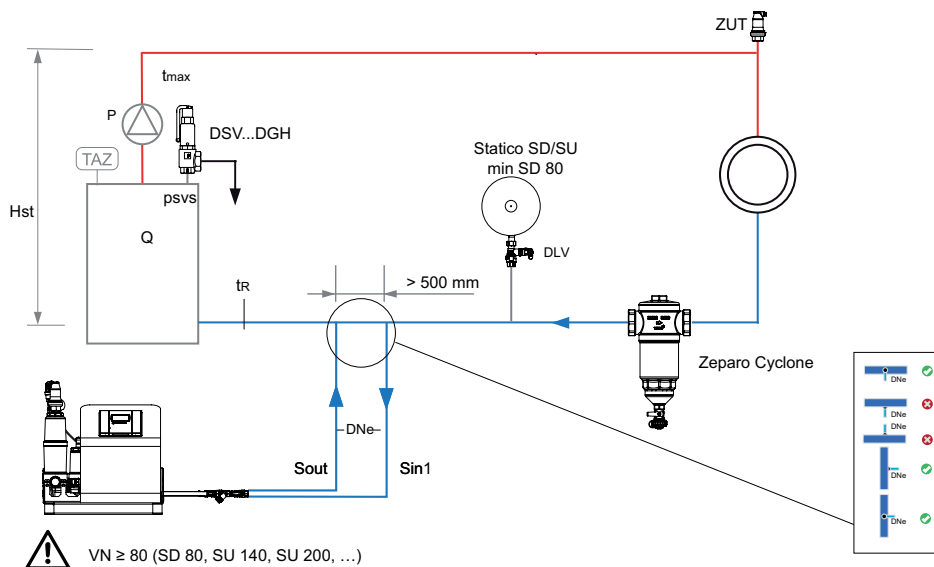 ZUT
tmax
P
DSV...DGH
TAZ
Statico SD/SU
min SD 80
psvs
Hst
Q
DLV
> 500 mm
tR
Zeparo Cyclone
DNe
DNe
DNe
DNe
DNe
DNe
Sout
Sin1
VN ≥ 80 (SD 80, SU 140, SU 200, …)